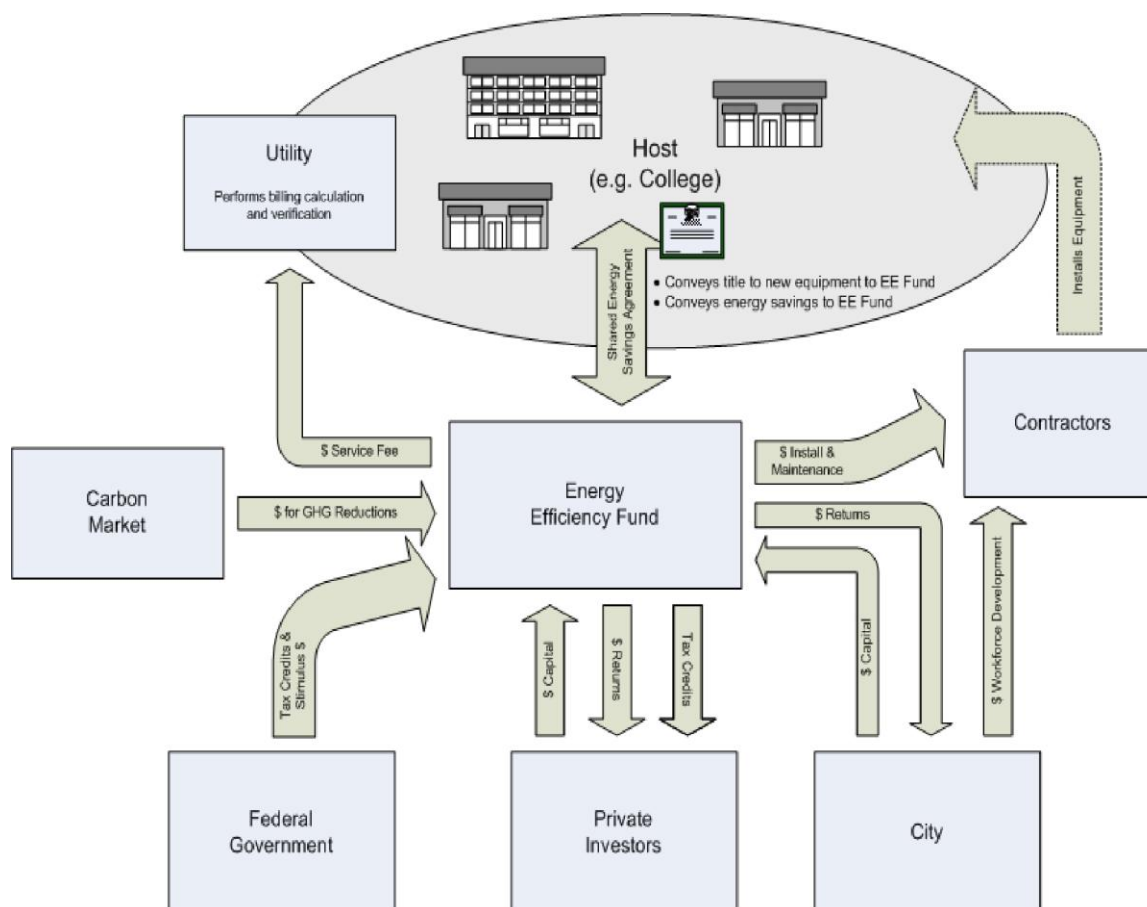 Utility
Performs billing calculation
and verification
Host
(e.g. College)
Installs Equipment
Shared Energy
Savings Agreement
• Conveys title to new equipment to EE Fund
• Conveys energy savings to EE Fund
Contractors
$ Service Fee
$ Install &
Maintenance
Energy
Efficiency Fund
Carbon
Market
$ for GHG Reductions
$ Returns
Tax Credits &
Stimulus $
$ Capital
$ Returns
Tax Credits
$ Capital
$ Workforce Development
Federal
Government
Private
Investors
City